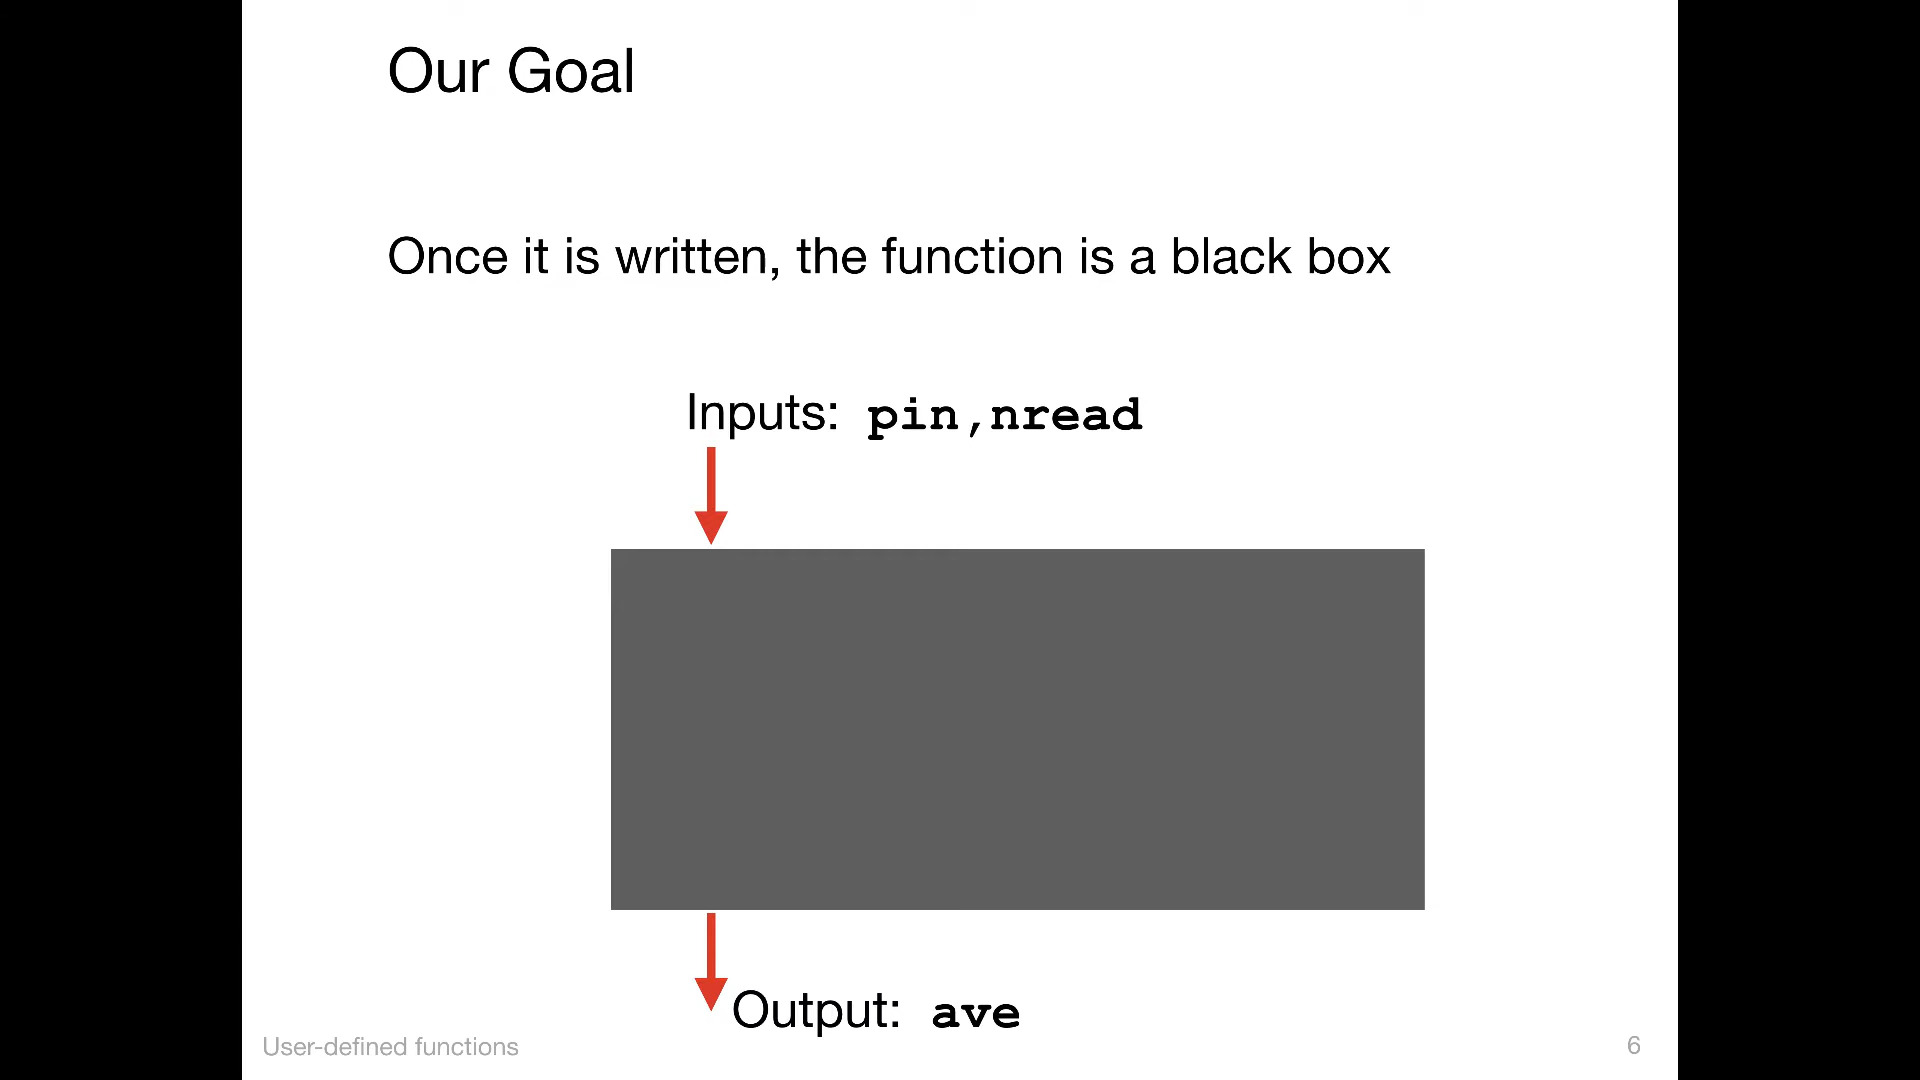 Our Goal
Once it is written, the function is a black box
Inputs: pin,nread
Output: ave
User-defined functions
6